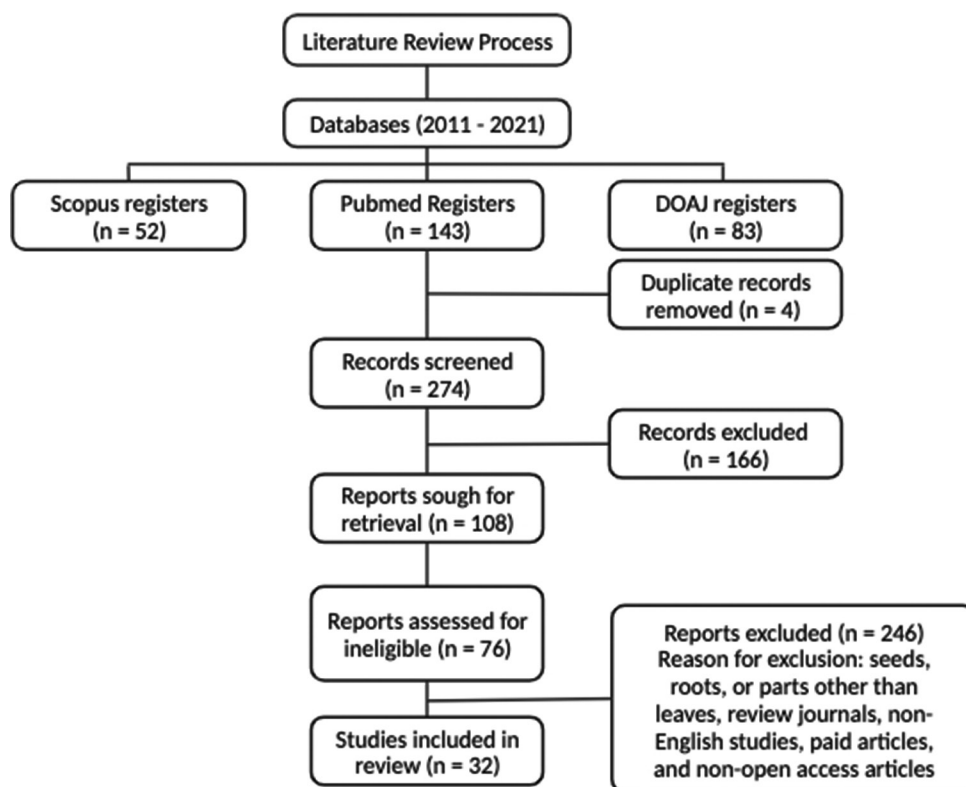 Literature Review Process
Databases (2011 - 2021)
Scopus registers
(n = 52)
Pubmed Registers
(n = 143)
DOAJ registers
(n = 83)
Duplicate records
removed (n = 4)
Records screened
(n = 274)
Records excluded
(n = 166)
Reports sough for
retrieval (n = 108)
Reports assessed for
ineligible (n = 76)
Reports excluded (n = 246)
Reason for exclusion: seeds,
roots, or parts other than
leaves, review journals, non-
English studies, paid articles,
and non-open access articles
Studies included in
review (n = 32)